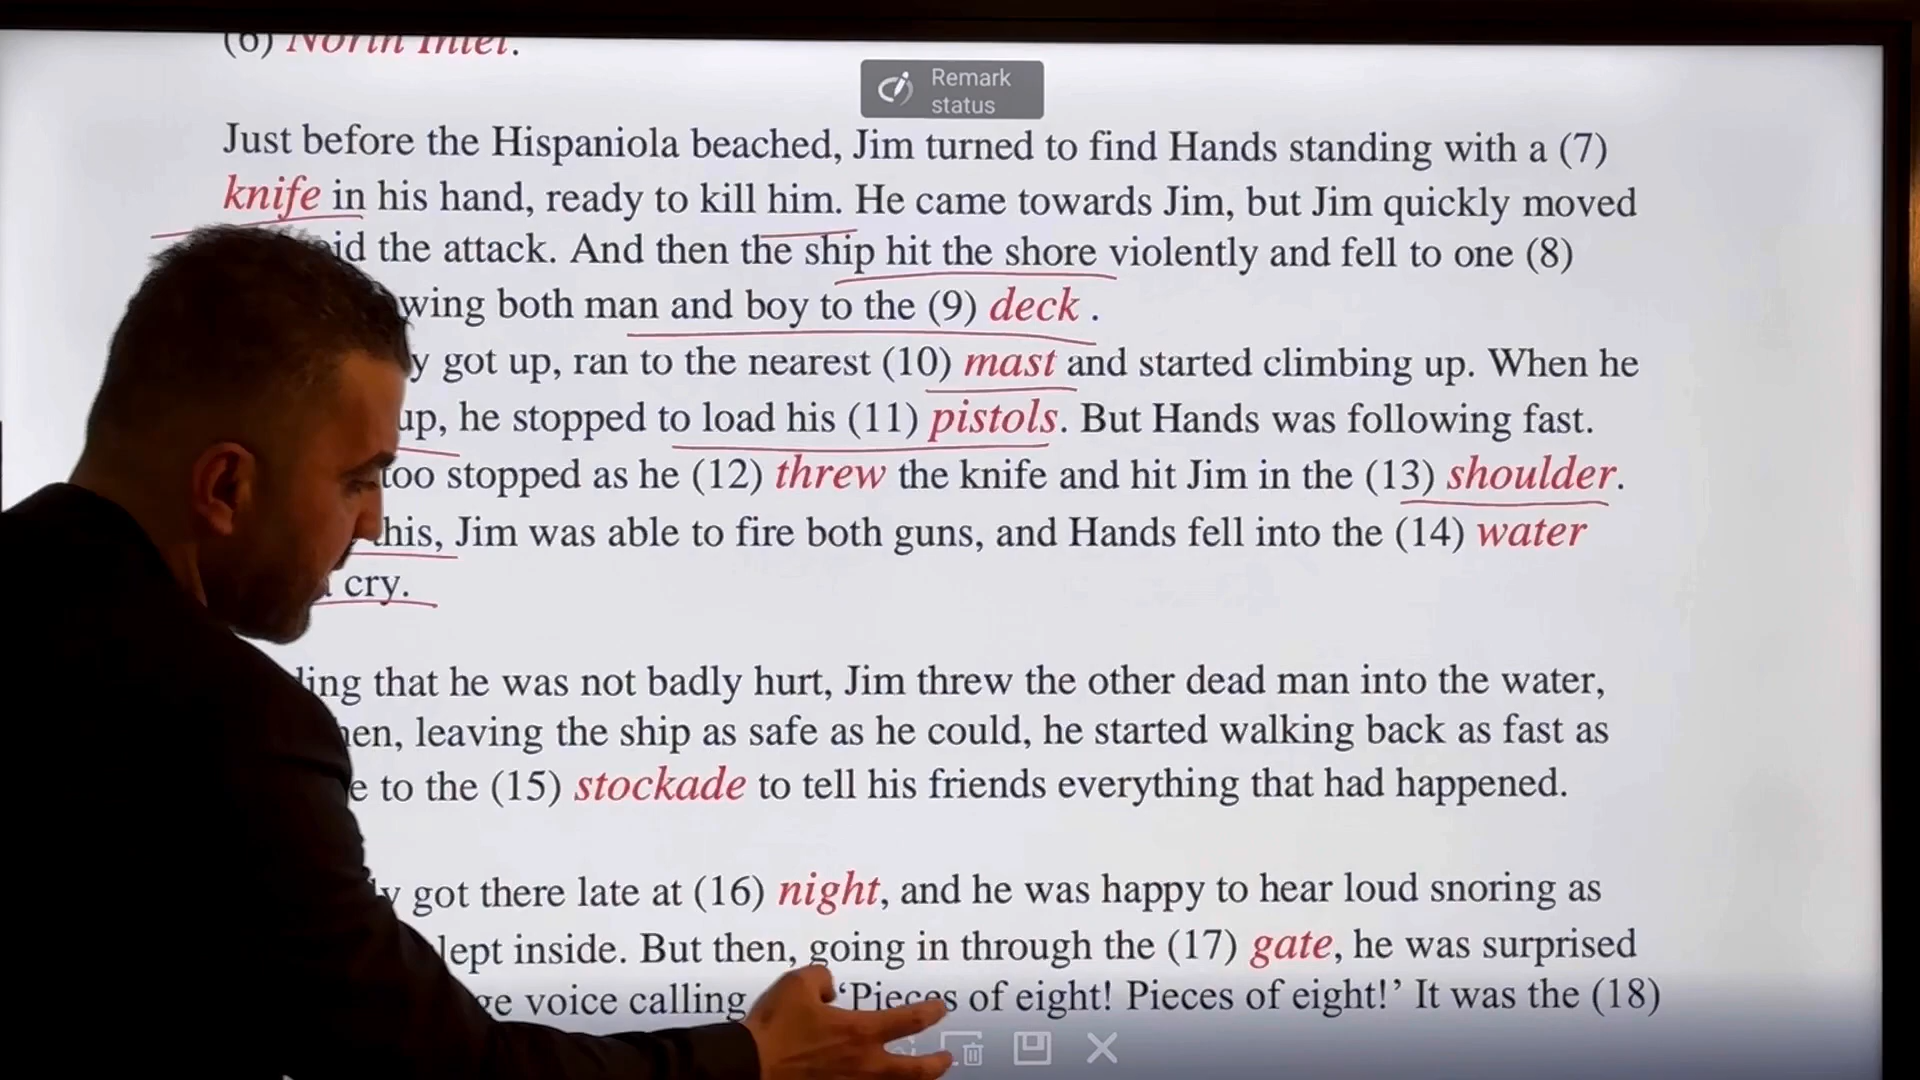 (6) North Inlet.
Remark
status
Just before the Hispaniola beached, Jim turned to find Hands standing with a (7)
knife in his hand, ready to kill him. He came towards Jim, but Jim quickly moved
the attack. And then the ship hit the shore violently and fell to one (8)
both man and boy to the (9) deck .
got up, ran to the nearest (10) mast and started climbing up. When he
up, he stopped to load his (11) pistols. But Hands was following fast.
too stopped as he (12) threw the knife and hit Jim in the (13) shoulder.
this, Jim was able to fire both guns, and Hands fell into the (14) water
cry.
that he was not badly hurt, Jim threw the other dead man into the water,
leaving the ship as safe as he could, he started walking back as fast as
to the (15) stockade to tell his friends everything that had happened.
got there late at (16) night, and he was happy to hear loud snoring as
inside. But then, going in through the (17) gate, he was surprised
voice calling ‘Pieces of eight! Pieces of eight!’ It was the (18)